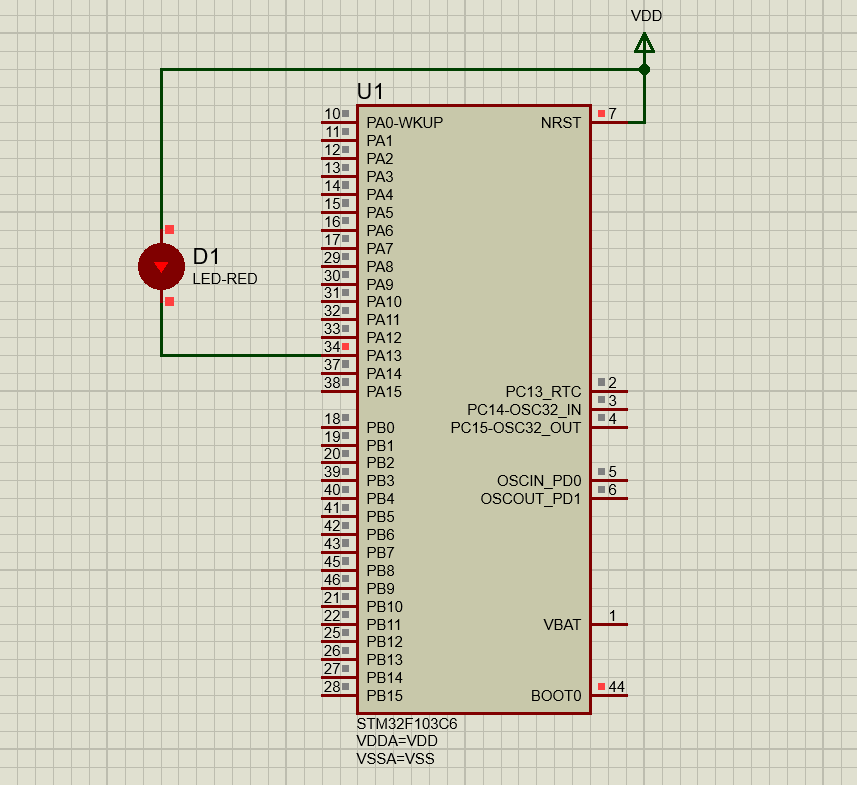 VDD
U1
10 PA0-WKUP NRST 7
11 PA1
12 PA2
13 PA3
14 PA4
15 PA5
16 PA6
17 PA7
D1
LED-RED
29 PA8
30 PA9
31 PA10
32 PA11
33 PA12
34 PA13
37 PA14
38 PA15 PC13_RTC 2
PC14-OSC32_IN 3
18 PB0 PC15-OSC32_OUT 4
19 PB1
20 PB2
39 PB3 OSCIN_PD0 5
40 PB4 OSCOUT_PD1 6
41 PB5
42 PB6
43 PB7
45 PB8
46 PB9
21 PB10
22 PB11 VBAT 1
25 PB12
26 PB13
27 PB14
28 PB15 BOOT0 44
STM32F103C6
VDDA=VDD
VSSA=VSS